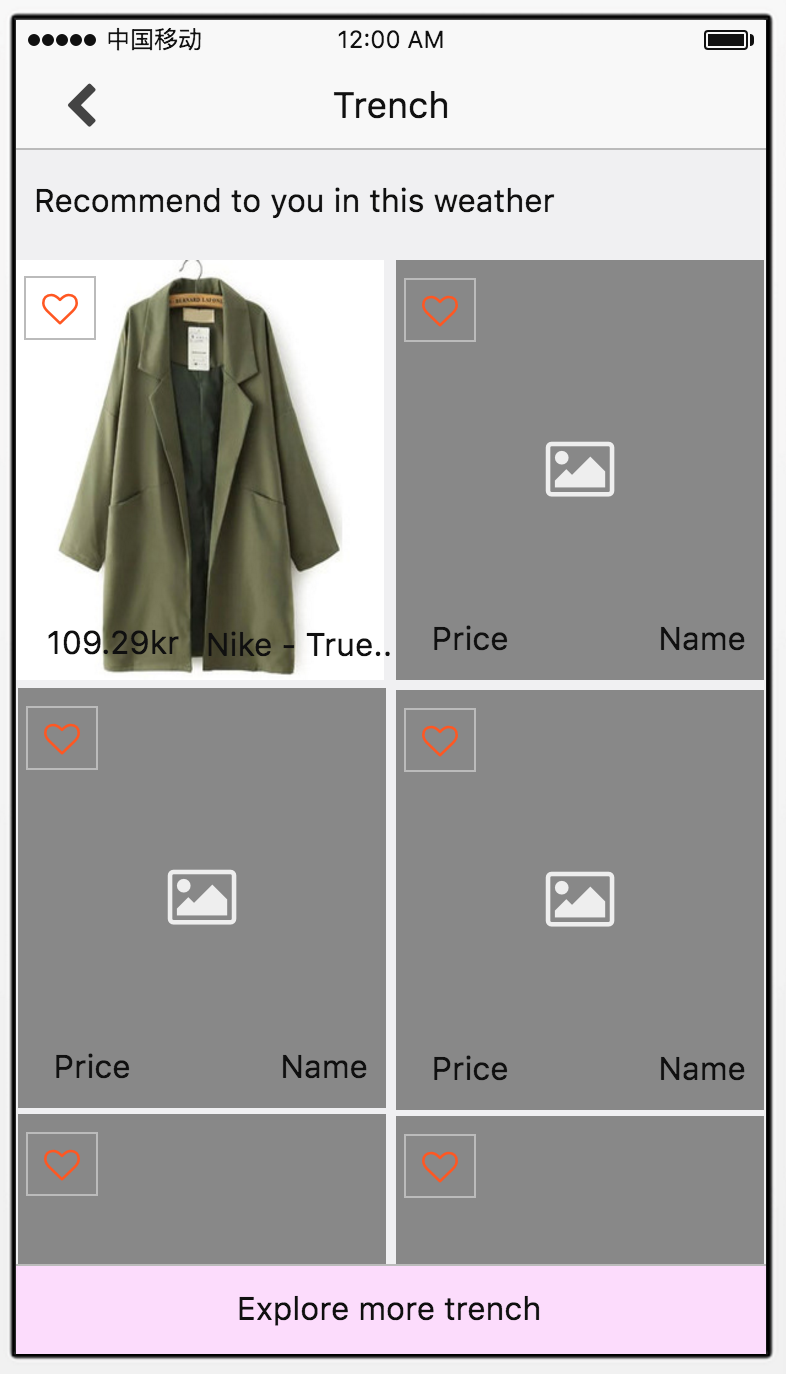 中国移动 12:00 AM
Trench
Recommend to you in this weather
109.29kr Nike - True..
Price Name
Price Name
Price Name
Explore more trench